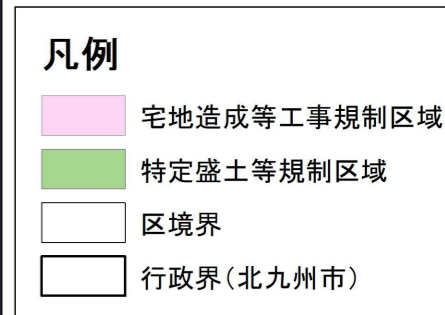 凡例
宅地造成等工事規制区域
特定盛土等規制区域
区境界
行政界(北九州市)